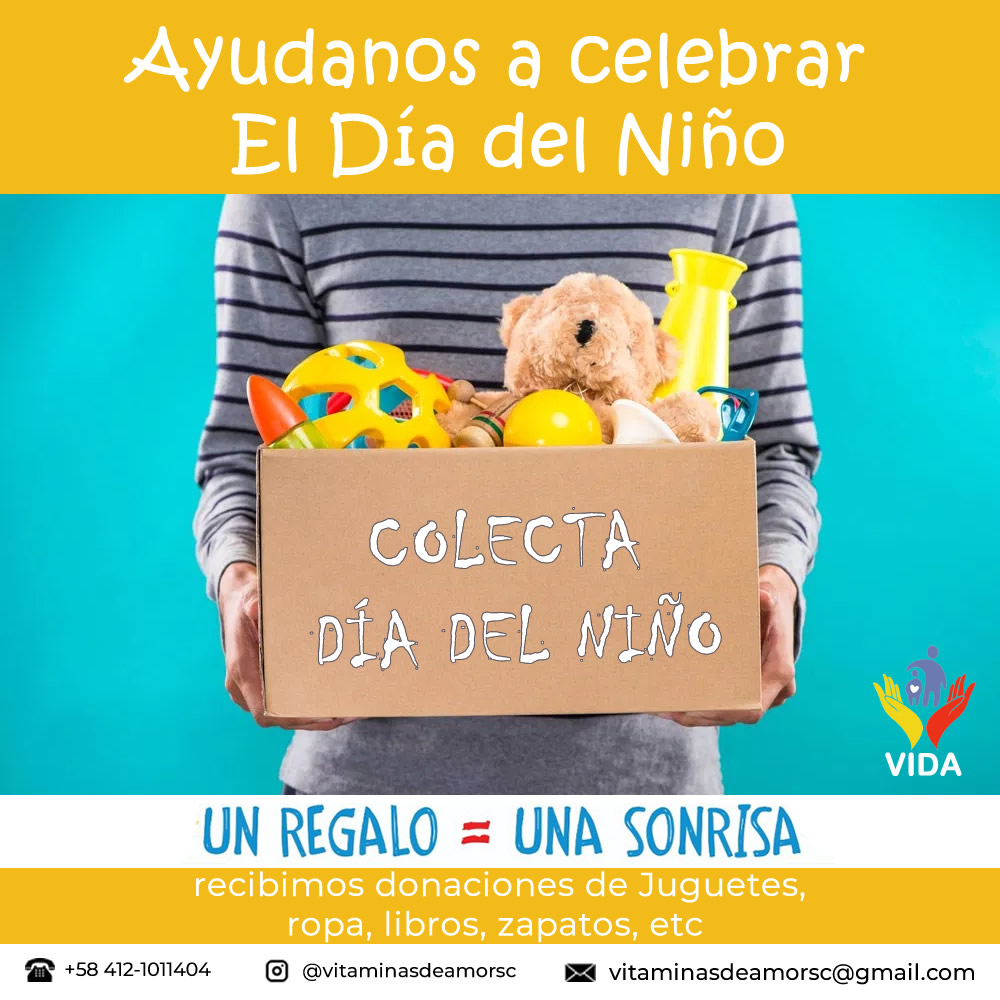 Ayudanos a celebrar
El Día del Niño
COLECTA
DÍA DEL NIÑO
VIDA
UN REGALO = UNA SONRISA
recibimos donaciones de Juguetes,
ropa, libros, zapatos, etc
+58 412-1011404 @vitaminasdeamorsc vitaminasdeamorsc@gmail.com